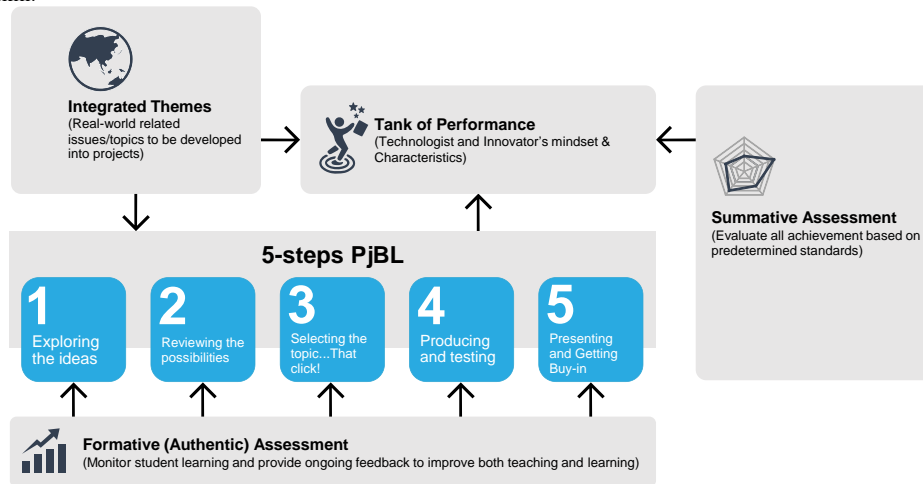 Integrated Themes
(Real-world related
issues/topics to be developed
into projects)
Tank of Performance
(Technologist and Innovator's mindset &
Characteristics)
Summative Assessment
(Evaluate all achievement based on
predetermined standards)
5-steps PjBL
1
Exploring
the ideas
2
Reviewing the
possibilities
3
Selecting the
topic...That
click!
4
Producing
and testing
5
Presenting
and Getting
Buy-in
Formative (Authentic) Assessment
(Monitor student learning and provide ongoing feedback to improve both teaching and learning)